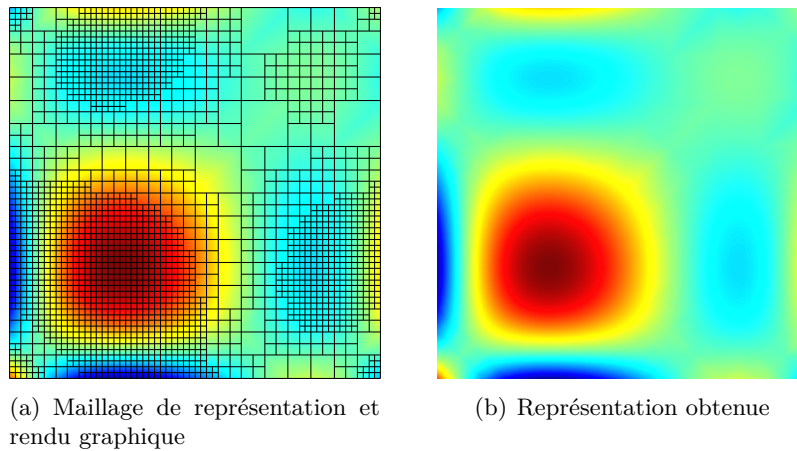 (a) Maillage de représentation et
rendu graphique
(b) Représentation obtenue